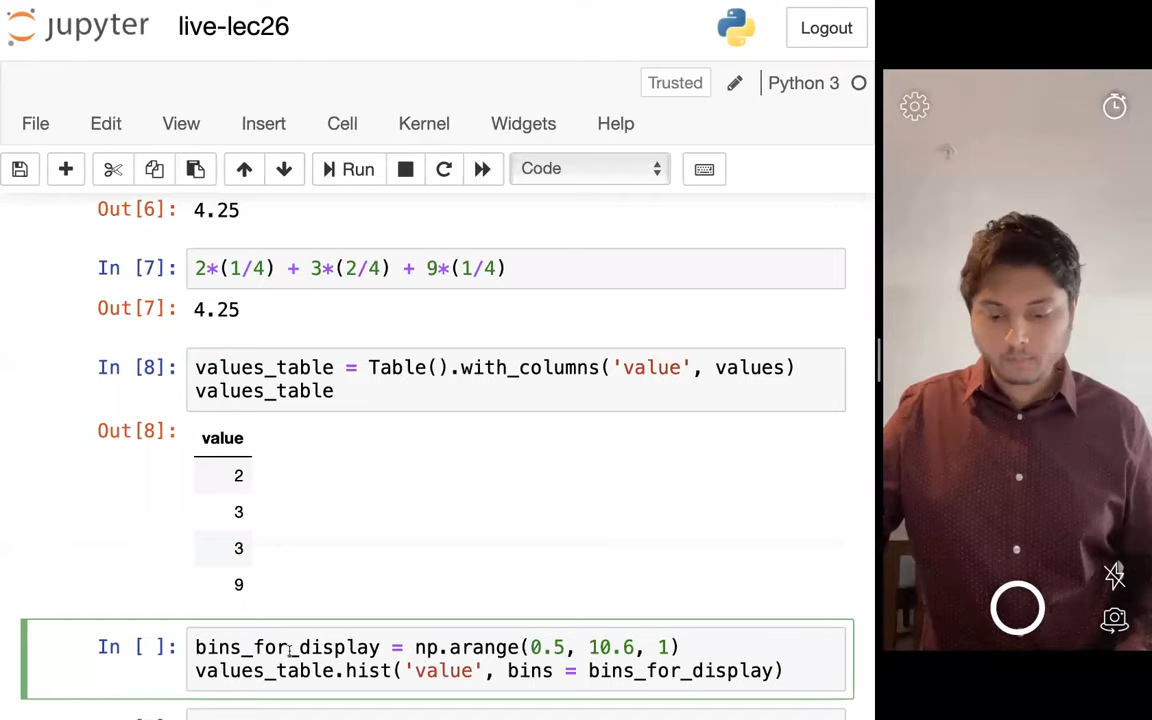 jupyter live-lec26 Logout
Trusted Python 3
File Edit View Insert Cell Kernel Widgets Help
Run Code
Out[6]: 4.25
In [7]: 2*(1/4) + 3*(2/4) + 9*(1/4)
Out[7]: 4.25
In [8]: values_table = Table().with_columns('value', values)
values_table
Out[8]: value
2
3
3
9
In [ ]: bins_for_display = np.arange(0.5, 10.6, 1)
values_table.hist('value', bins = bins_for_display)